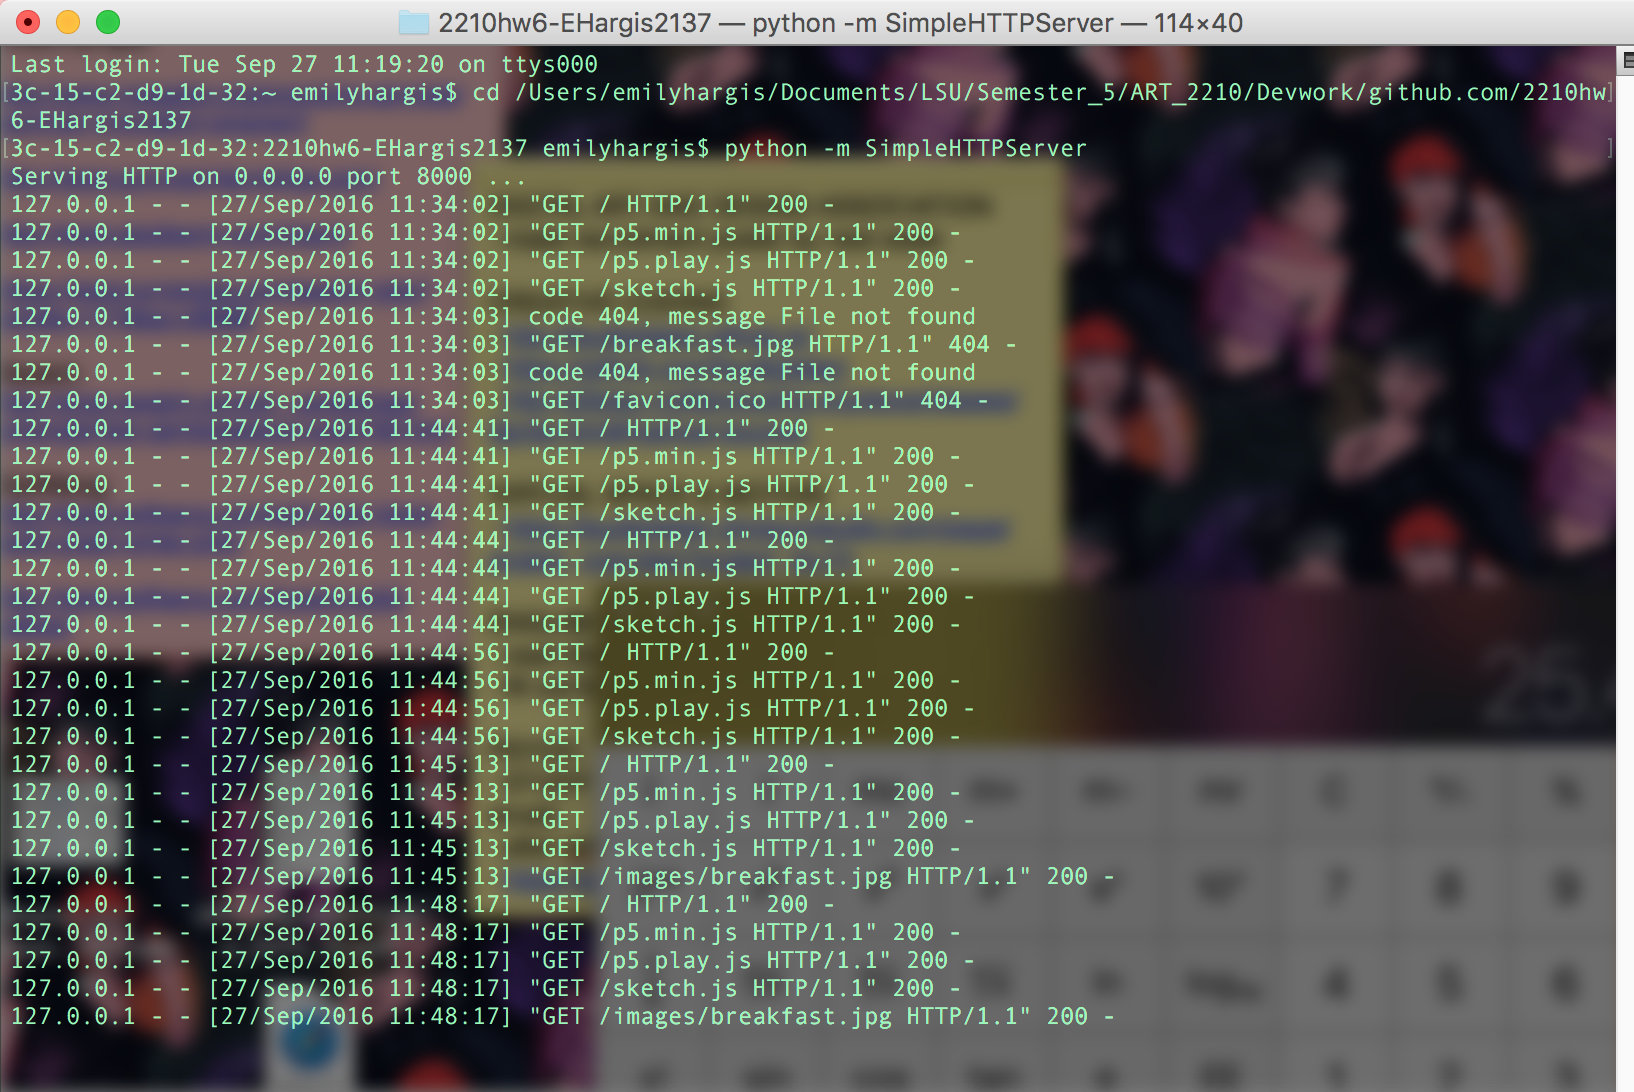 2210hw6-EHargis2137 — python -m SimpleHTTPServer — 114×40
Last login: Tue Sep 27 11:19:20 on ttys000
[3c-15-c2-d9-1d-32:~ emilyhargis$ cd /Users/emilyhargis/Documents/LSU/Semester_5/ART_2210/Devwork/github.com/2210hw]
6-EHargis2137
[3c-15-c2-d9-1d-32:2210hw6-EHargis2137 emilyhargis$ python -m SimpleHTTPServer ]
Serving HTTP on 0.0.0.0 port 8000 ...
127.0.0.1 - - [27/Sep/2016 11:34:02] "GET / HTTP/1.1" 200 -
127.0.0.1 - - [27/Sep/2016 11:34:02] "GET /p5.min.js HTTP/1.1" 200 -
127.0.0.1 - - [27/Sep/2016 11:34:02] "GET /p5.play.js HTTP/1.1" 200 -
127.0.0.1 - - [27/Sep/2016 11:34:02] "GET /sketch.js HTTP/1.1" 200 -
127.0.0.1 - - [27/Sep/2016 11:34:03] code 404, message File not found
127.0.0.1 - - [27/Sep/2016 11:34:03] "GET /breakfast.jpg HTTP/1.1" 404 -
127.0.0.1 - - [27/Sep/2016 11:34:03] code 404, message File not found
127.0.0.1 - - [27/Sep/2016 11:34:03] "GET /favicon.ico HTTP/1.1" 404 -
127.0.0.1 - - [27/Sep/2016 11:44:41] "GET / HTTP/1.1" 200 -
127.0.0.1 - - [27/Sep/2016 11:44:41] "GET /p5.min.js HTTP/1.1" 200 -
127.0.0.1 - - [27/Sep/2016 11:44:41] "GET /p5.play.js HTTP/1.1" 200 -
127.0.0.1 - - [27/Sep/2016 11:44:41] "GET /sketch.js HTTP/1.1" 200 -
127.0.0.1 - - [27/Sep/2016 11:44:44] "GET / HTTP/1.1" 200 -
127.0.0.1 - - [27/Sep/2016 11:44:44] "GET /p5.min.js HTTP/1.1" 200 -
127.0.0.1 - - [27/Sep/2016 11:44:44] "GET /p5.play.js HTTP/1.1" 200 -
127.0.0.1 - - [27/Sep/2016 11:44:44] "GET /sketch.js HTTP/1.1" 200 -
127.0.0.1 - - [27/Sep/2016 11:44:56] "GET / HTTP/1.1" 200 -
127.0.0.1 - - [27/Sep/2016 11:44:56] "GET /p5.min.js HTTP/1.1" 200 -
127.0.0.1 - - [27/Sep/2016 11:44:56] "GET /p5.play.js HTTP/1.1" 200 -
127.0.0.1 - - [27/Sep/2016 11:44:56] "GET /sketch.js HTTP/1.1" 200 -
127.0.0.1 - - [27/Sep/2016 11:45:13] "GET / HTTP/1.1" 200 -
127.0.0.1 - - [27/Sep/2016 11:45:13] "GET /p5.min.js HTTP/1.1" 200 -
127.0.0.1 - - [27/Sep/2016 11:45:13] "GET /p5.play.js HTTP/1.1" 200 -
127.0.0.1 - - [27/Sep/2016 11:45:13] "GET /sketch.js HTTP/1.1" 200 -
127.0.0.1 - - [27/Sep/2016 11:45:13] "GET /images/breakfast.jpg HTTP/1.1" 200 -
127.0.0.1 - - [27/Sep/2016 11:48:17] "GET / HTTP/1.1" 200 -
127.0.0.1 - - [27/Sep/2016 11:48:17] "GET /p5.min.js HTTP/1.1" 200 -
127.0.0.1 - - [27/Sep/2016 11:48:17] "GET /p5.play.js HTTP/1.1" 200 -
127.0.0.1 - - [27/Sep/2016 11:48:17] "GET /sketch.js HTTP/1.1" 200 -
127.0.0.1 - - [27/Sep/2016 11:48:17] "GET /images/breakfast.jpg HTTP/1.1" 200 -